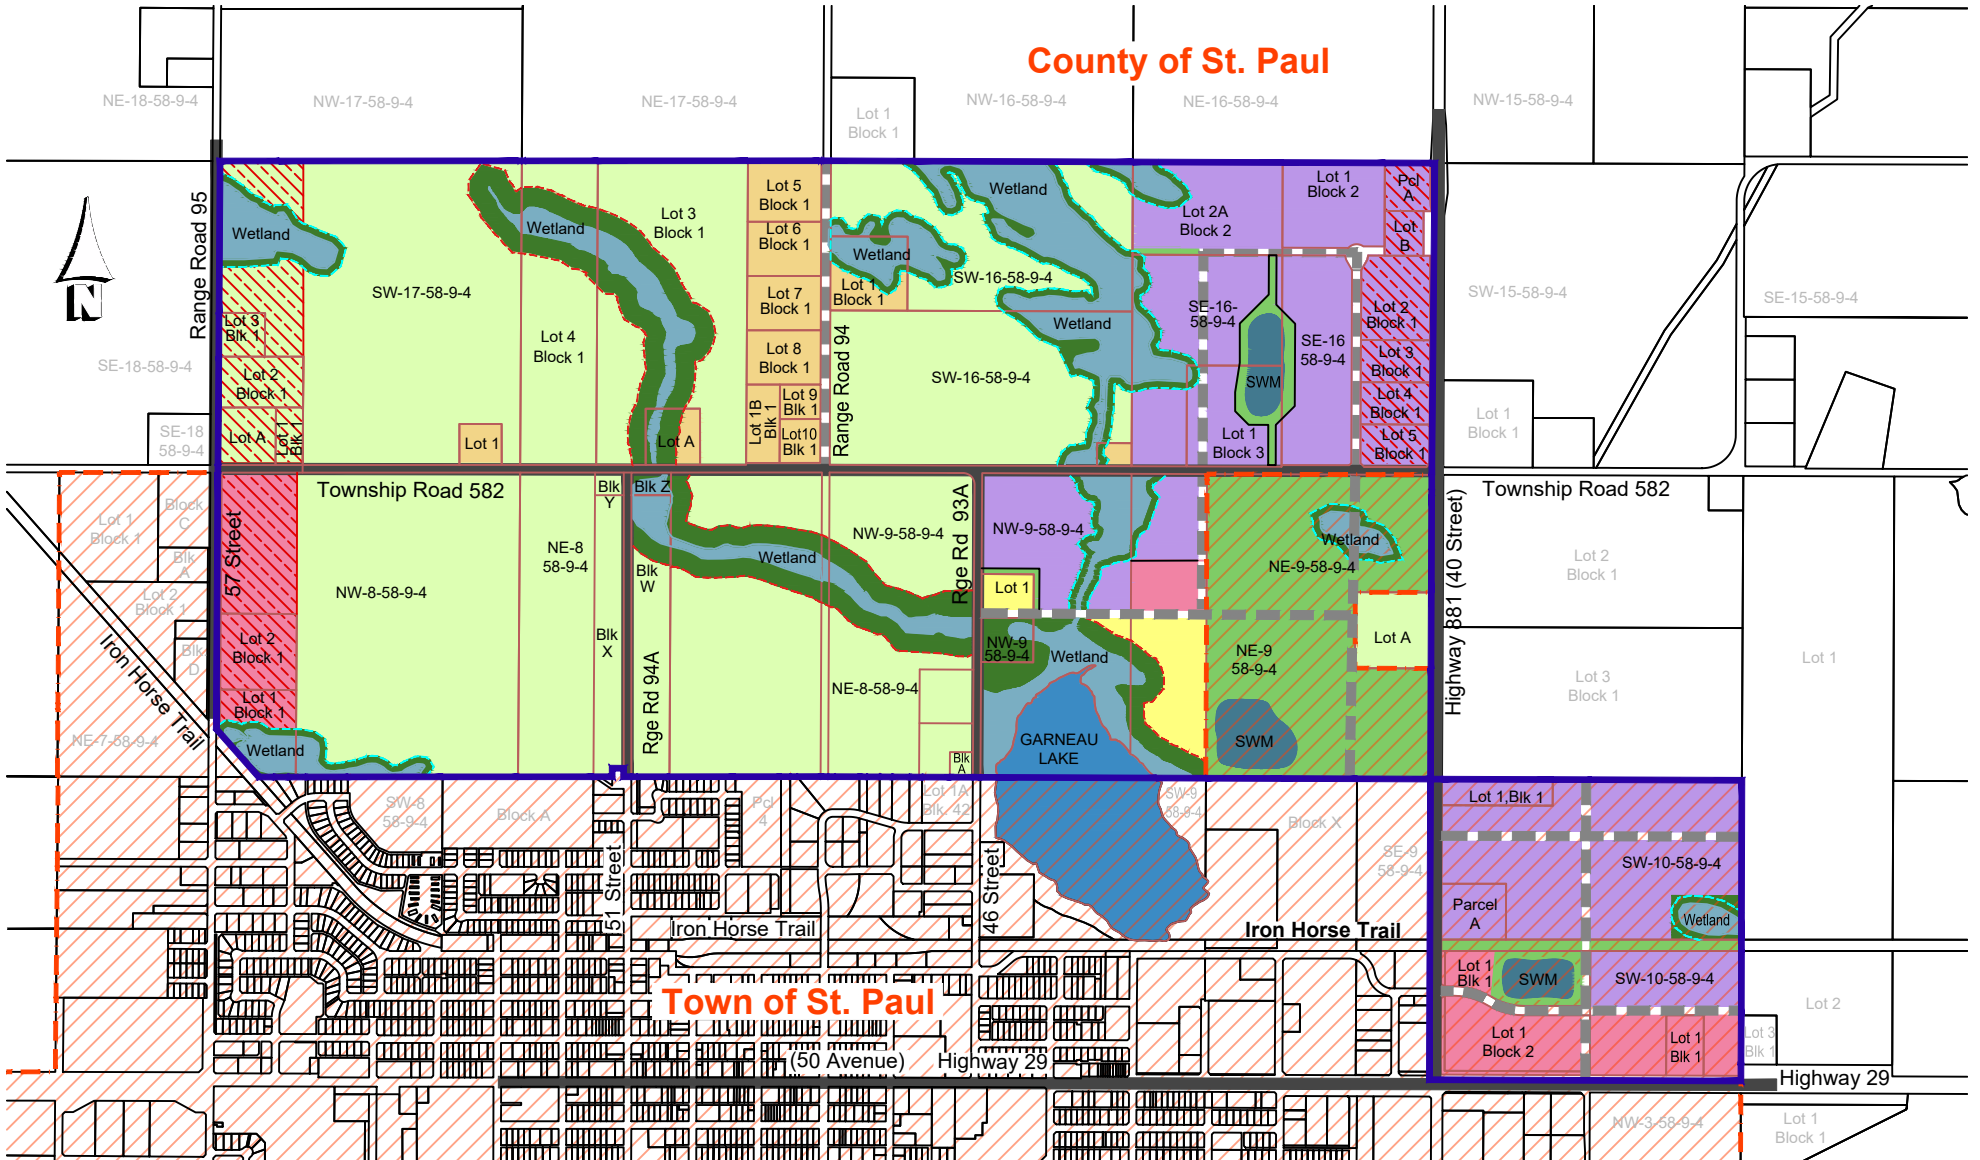 County of St. Paul
NE-18-58-9-4
NW-17-58-9-4
NE-17-58-9-4
Lot 1
Block 1
NW-16-58-9-4
NE-16-58-9-4
NW-15-58-9-4
Range Road 95
N
Wetland
SW-17-58-9-4
Wetland
Lot 3
Block 1
Lot 4
Block 1
Lot 5
Block 1
Lot 6
Block 1
Lot 7
Block 1
Lot 8
Block 1
Lot 1B
Blk 1
Lot 9
Blk 1
Lot10
Blk 1
Range Road 94
Wetland
Wetland
Lot 1
Block 1
SW-16-58-9-4
Wetland
SW-16-58-9-4
Lot 2A
Block 2
Lot 1
Block 2
Pcl
A
Lot
B
SE-16-
58-9-4
SE-16
58-9-4
SWM
Lot 1
Block 3
Lot 2
Block 1
Lot 3
Block 1
Lot 4
Block 1
Lot 5
Block 1
SW-15-58-9-4
SE-15-58-9-4
Lot 1
Block 1
SE-18-58-9-4
SE-18
58-9-4
Lot 3
Blk 1
Lot 2
Block 1
Lot A
Lot 1
Blk 1
Lot 1
Lot A
Township Road 582
Township Road 582
Lot 1
Block 1
Block
C
Blk
A
Lot 2
Block 1
Blk
D
NE-7-58-9-4
Iron Horse Trail
57 Street
Lot 2
Block 1
Lot 1
Block 1
Wetland
NW-8-58-9-4
NE-8
58-9-4
Blk
Y
Blk Z
Blk
W
Blk
X
Rge Rd 94A
Wetland
NW-9-58-9-4
NE-8-58-9-4
Blk
A
Rge Rd 93A
NW-9-58-9-4
Lot 1
NW-9
58-9-4
Wetland
GARNEAU
LAKE
Wetland
NE-9-58-9-4
Lot A
NE-9
58-9-4
SWM
Highway 881 (40 Street)
Lot 2
Block 1
Lot 3
Block 1
Lot 1
SW-8
58-9-4
Block A
Pcl
4
Lot 1A
Blk. 42
SW-9
58-9-4
Block X
SE-9
58-9-4
51 Street
46 Street
Iron Horse Trail
Iron Horse Trail
Lot 1,Blk 1
SW-10-58-9-4
Parcel
A
Wetland
Lot 1
Blk 1
SWM
SW-10-58-9-4
Lot 1
Block 2
Lot 1
Blk 1
Lot 2
Lot 3
Blk 1
Town of St. Paul
(50 Avenue)
Highway 29
Highway 29
NW-3-58-9-4
Lot 1
Block 1